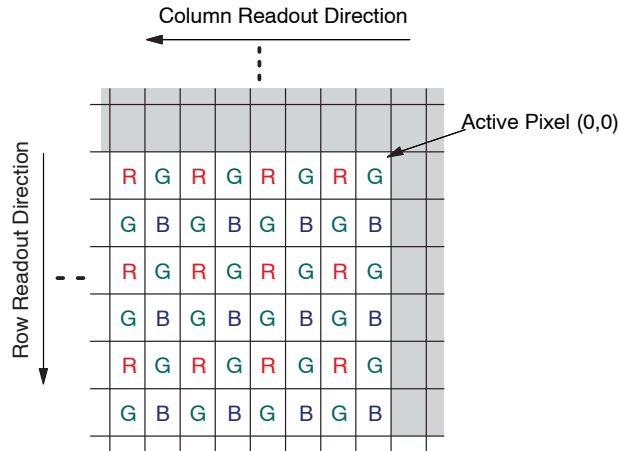 Column Readout Direction
Active Pixel (0,0)
Row Readout Direction
R G R G R G R G
G B G B G B G B
R G R G R G R G
G B G B G B G B
R G R G R G R G
G B G B G B G B